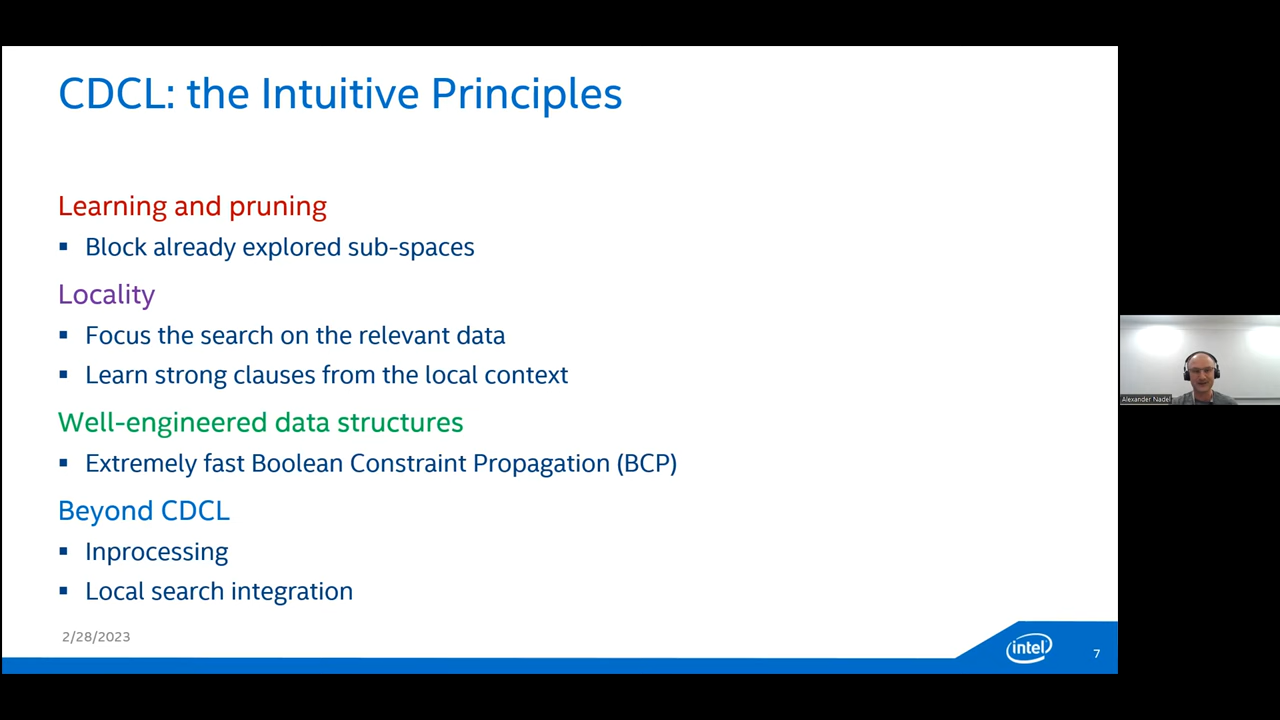 CDCL: the Intuitive Principles
Learning and pruning
▪ Block already explored sub-spaces
Locality
▪ Focus the search on the relevant data
▪ Learn strong clauses from the local context
Well-engineered data structures
▪ Extremely fast Boolean Constraint Propagation (BCP)
Beyond CDCL
▪ Inprocessing
▪ Local search integration
2/28/2023
intel
7
Alexander Nadel